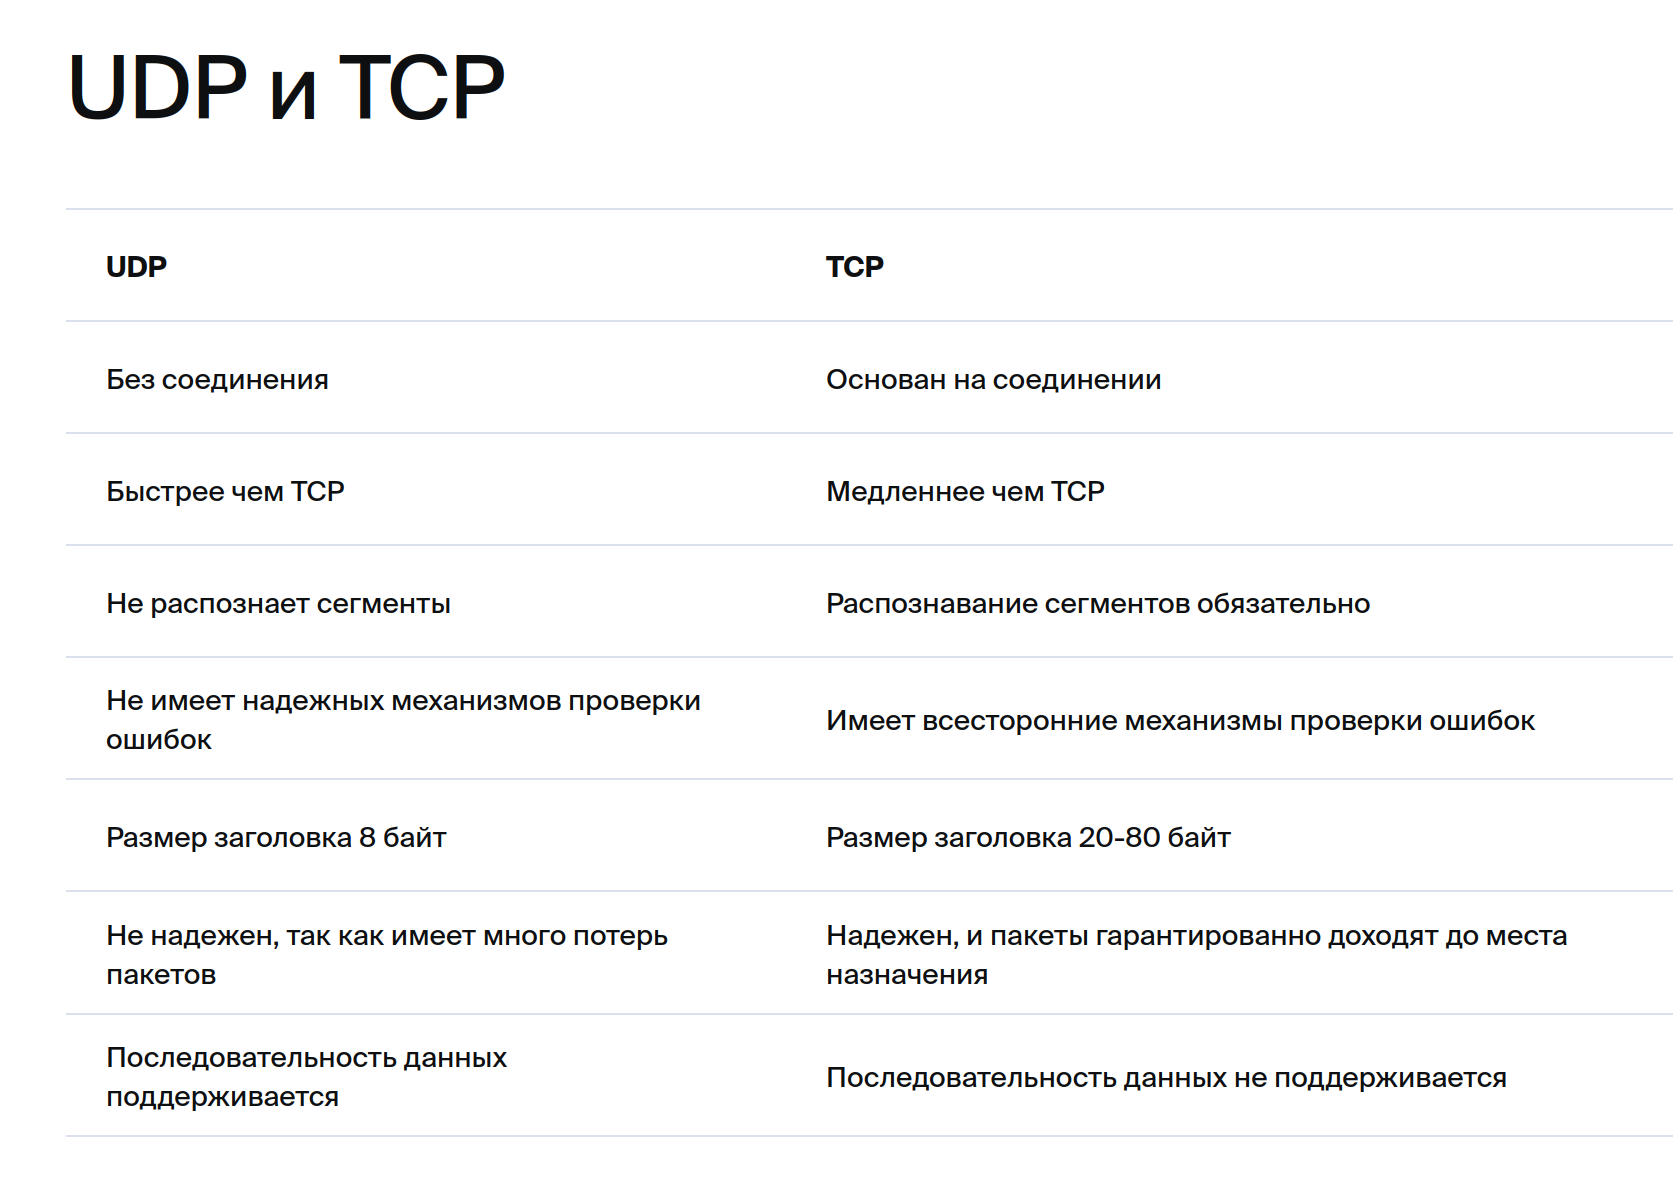 UDP и TCP
UDP
TCP
Без соединения
Основан на соединении
Быстрее чем TCP
Медленнее чем TCP
Не распознает сегменты
Распознавание сегментов обязательно
Не имеет надежных механизмов проверки
ошибок
Имеет всесторонние механизмы проверки ошибок
Размер заголовка 8 байт
Размер заголовка 20-80 байт
Не надежен, так как имеет много потерь
пакетов
Надежен, и пакеты гарантированно доходят до места
назначения
Последовательность данных
поддерживается
Последовательность данных не поддерживается